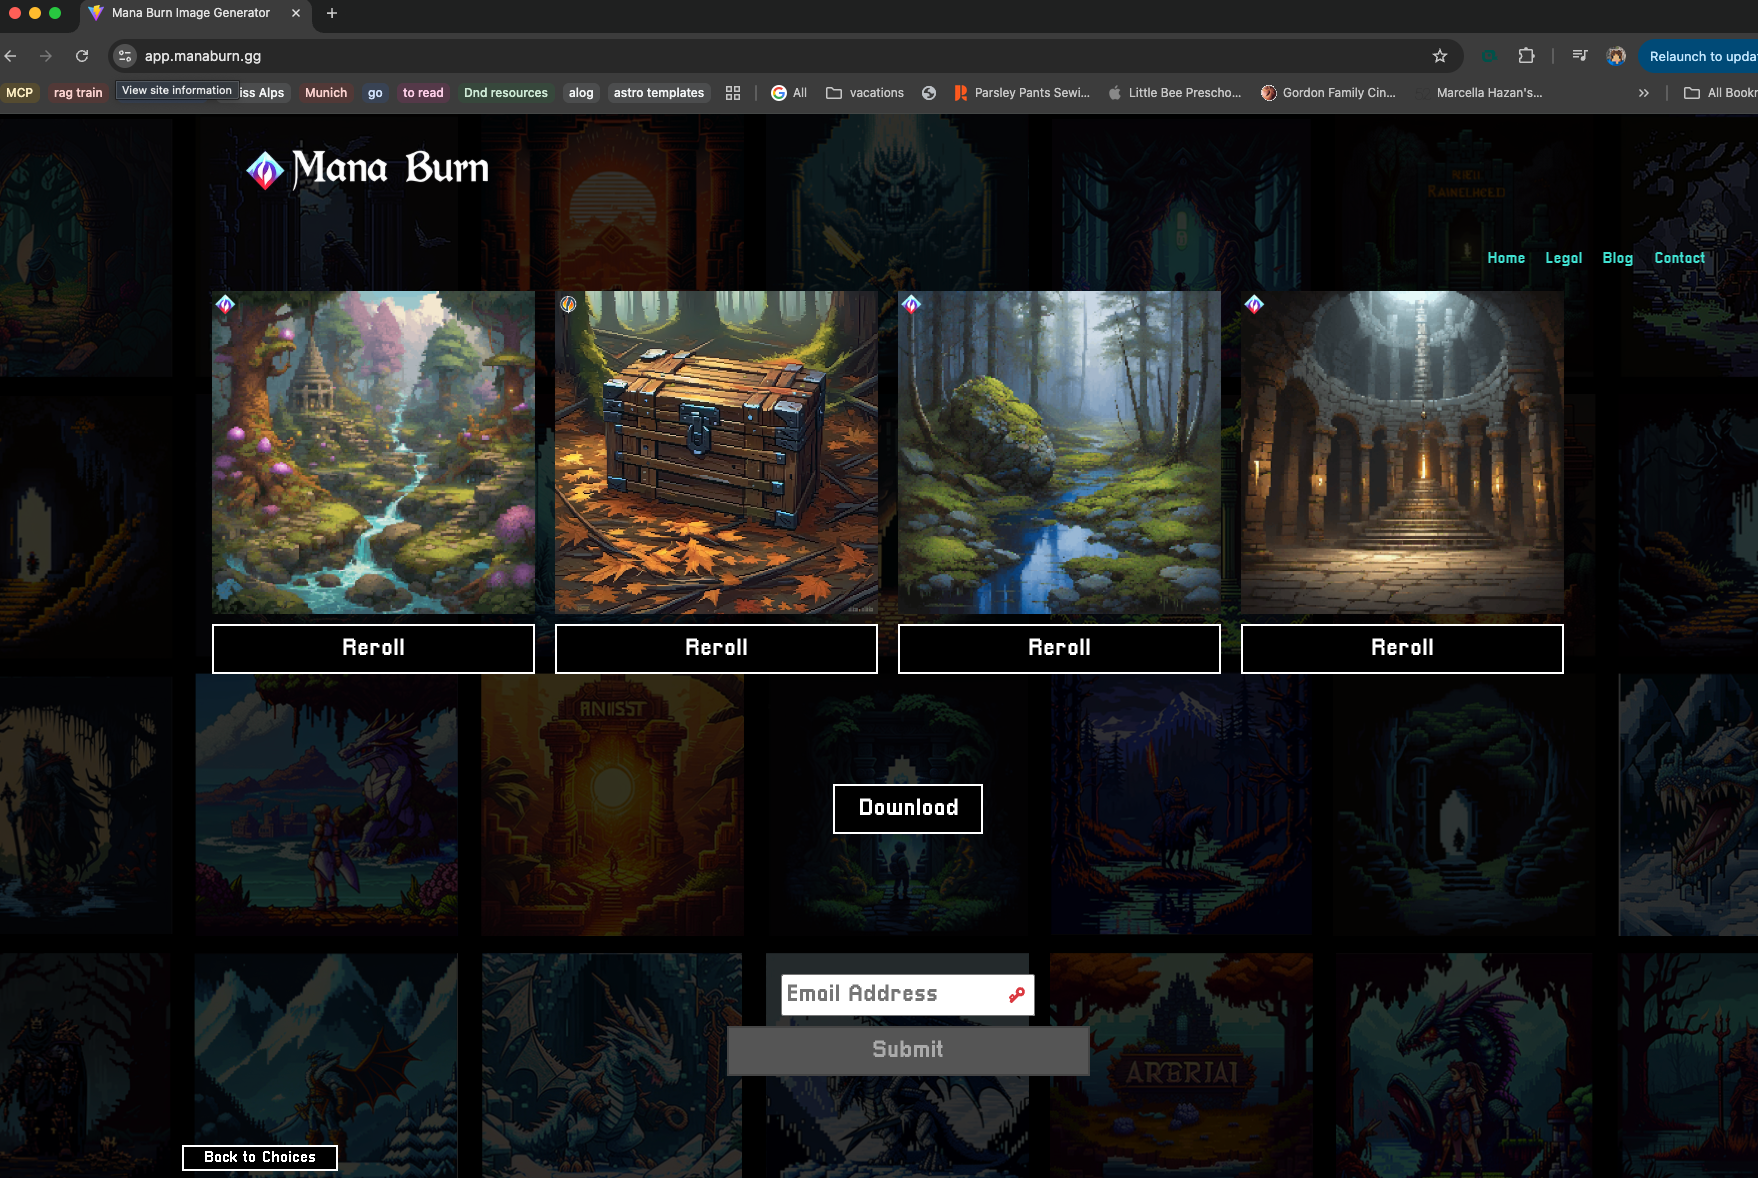 Mana Burn Image Generator
app.manaburn.gg
Relaunch to upda
MCP
rag train
View site information
iss Alps
Munich
go
to read
Dnd resources
alog
astro templates
All
vacations
Parsley Pants Sewi...
Little Bee Prescho...
Gordon Family Cin...
Marcella Hazan's...
All Bookm
Mana Burn
Home
Legal
Blog
Contact
Reroll
Reroll
Reroll
Reroll
ANIISST
Download
Email Address
Submit
Back to Choices